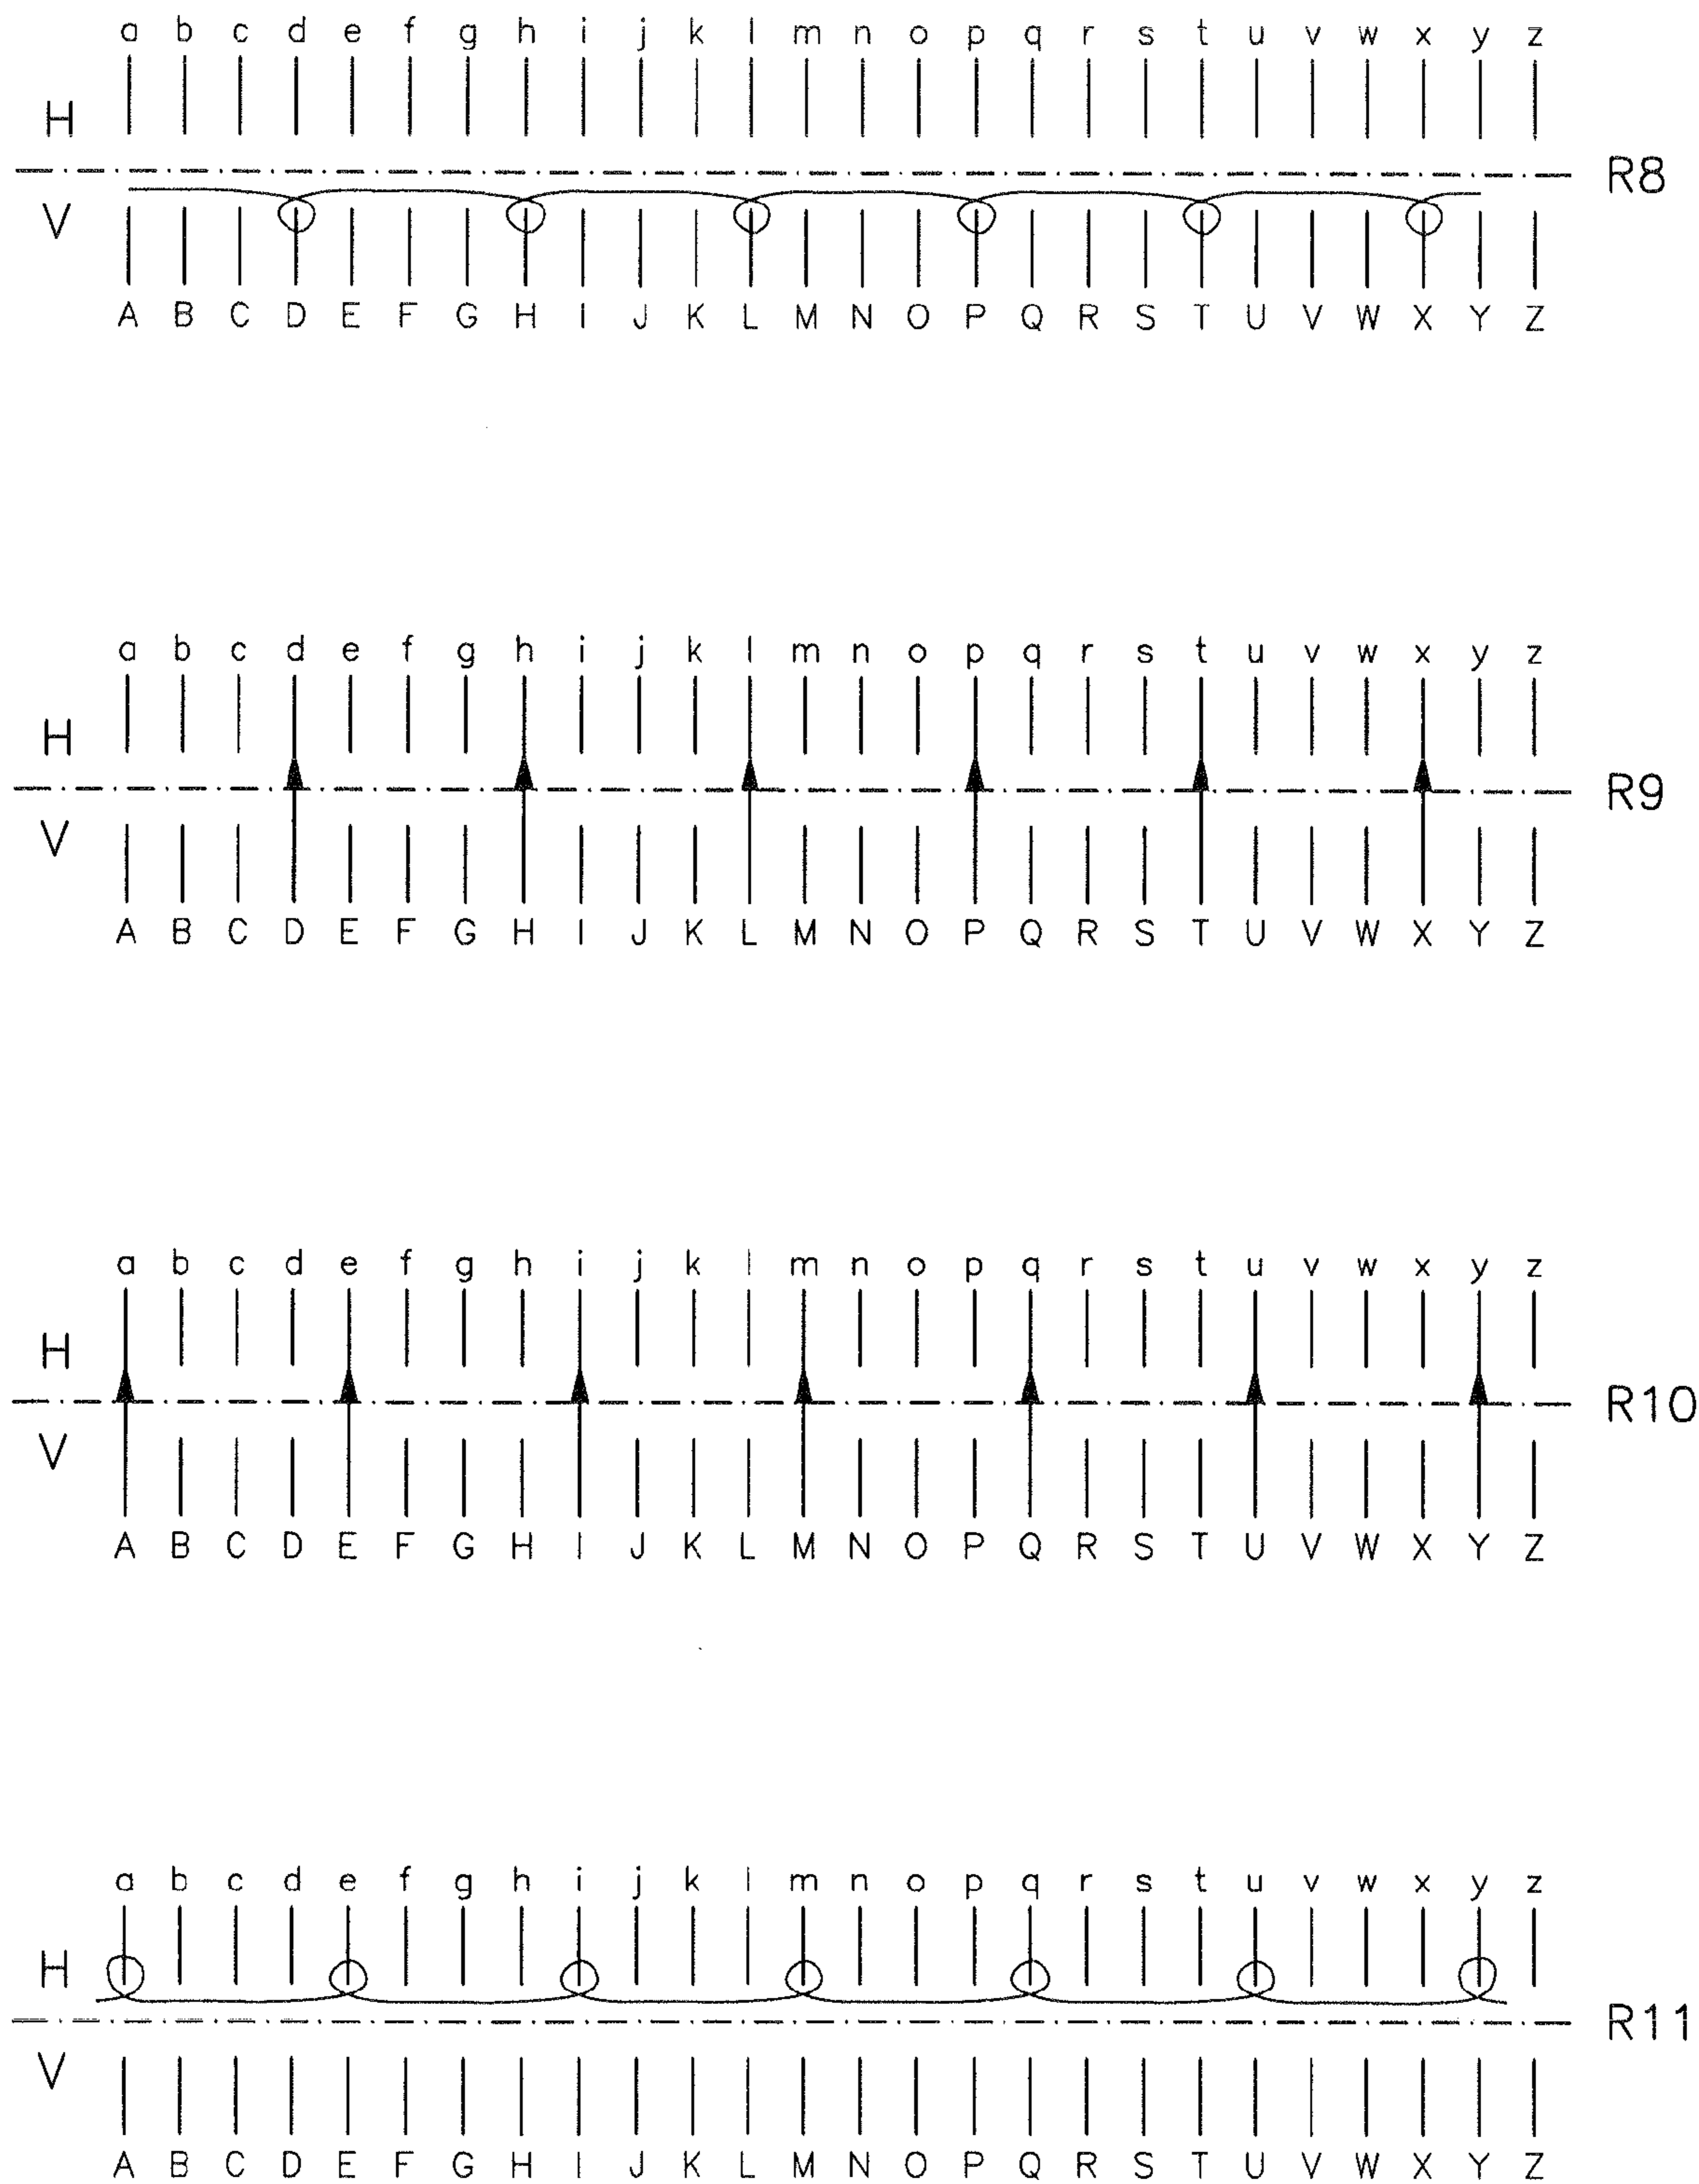 a b c d e f g h i j k l m n o p q r s t u v w x y z
H
R8
V
A B C D E F G H I J K L M N O P Q R S T U V W X Y Z
a b c d e f g h i j k l m n o p q r s t u v w x y z
H
R9
V
A B C D E F G H I J K L M N O P Q R S T U V W X Y Z
a b c d e f g h i j k l m n o p q r s t u v w x y z
H
R10
V
A B C D E F G H I J K L M N O P Q R S T U V W X Y Z
a b c d e f g h i j k l m n o p q r s t u v w x y z
H
R11
V
A B C D E F G H I J K L M N O P Q R S T U V W X Y Z